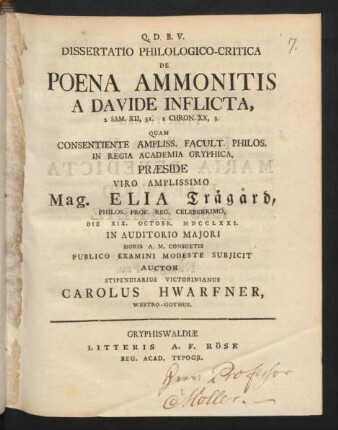 7.
Q. D. B. V.
DISSERTATIO PHILOLOGICO-CRITICA
DE
POENA AMMONITIS
A DAVIDE INFLICTA,
2 SAM. XII, 31. 1 CHRON. XX, 3.
QUAM
CONSENTIENTE AMPLISS. FACULT. PHILOS.
IN REGIA ACADEMIA GRYPHICA,
PRÆSIDE
VIRO AMPLISSIMO
Mag. ELIA Trägård,
PHILOS. PROF. REG. CELEBERRIMO,
DIE XIX. OCTOBR. MDCCLXXI.
IN AUDITORIO MAJORI
HORIS A. M. CONSUETIS
PUBLICO EXAMINI MODESTE SUBJICIT
AUCTOR
STIPENDIARIUS VICTORINIANUS
CAROLUS HWARFNER,
WESTRO-GOTHUS.
GRYPHISWALDIÆ
LITTERIS A. F. RÖSE
REG. ACAD. TYPOGR.
Herr Professor
Möller.